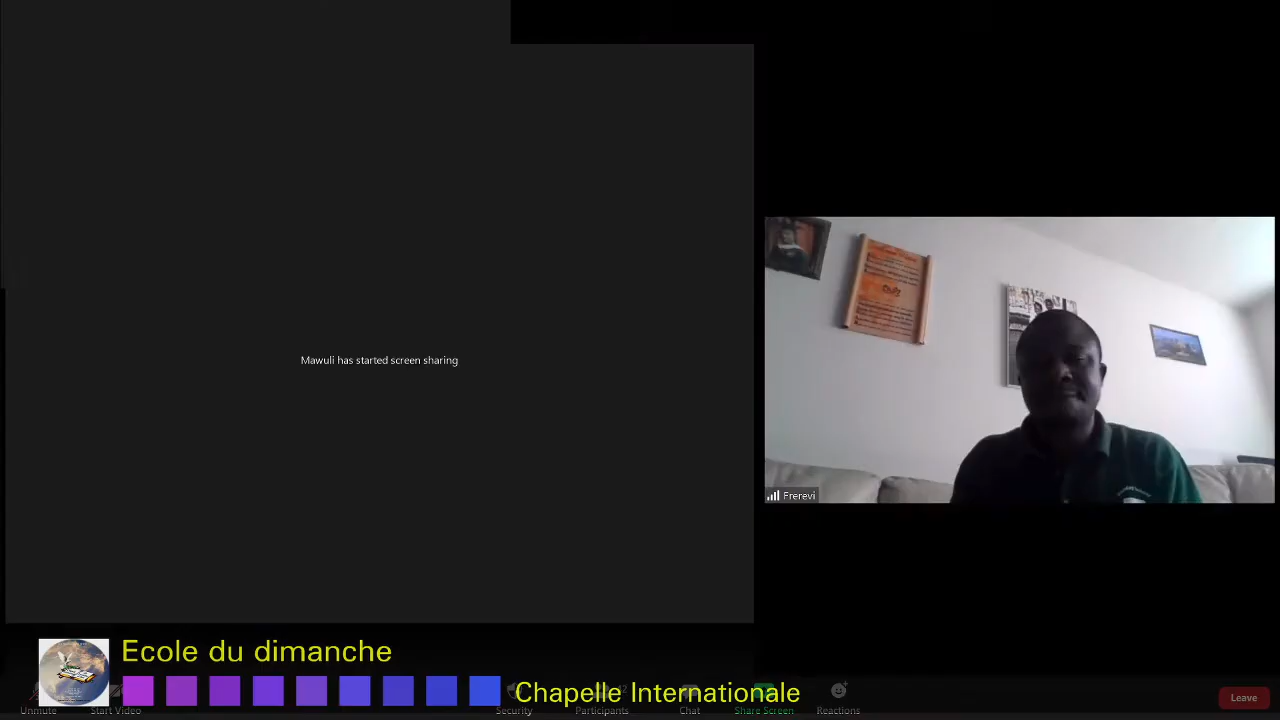 Mawuli has started screen sharing
Frerevi
Ecole du dimanche
Chapelle Internationale
Unmute
Start Video
Security
Participants
Chat
Share Screen
Reactions
Leave